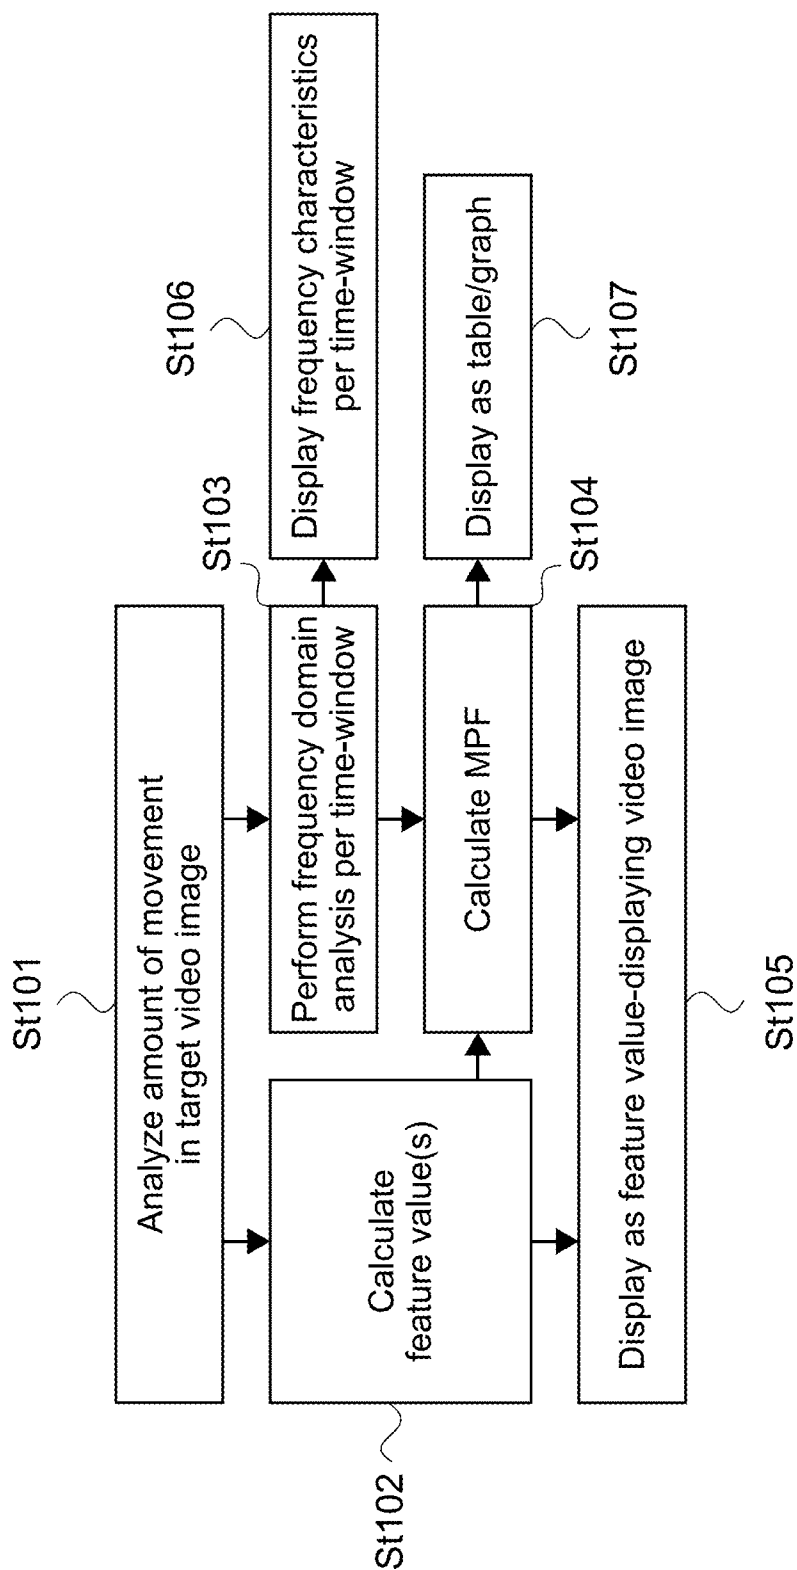 St101
Analyze amount of movement
in target video image
St102
Calculate
feature value(s)
St103
Perform frequency domain
analysis per time-window
St106
Display frequency characteristics
per time-window
Calculate MPF
St104
Display as table/graph
St107
Display as feature value-displaying video image
St105